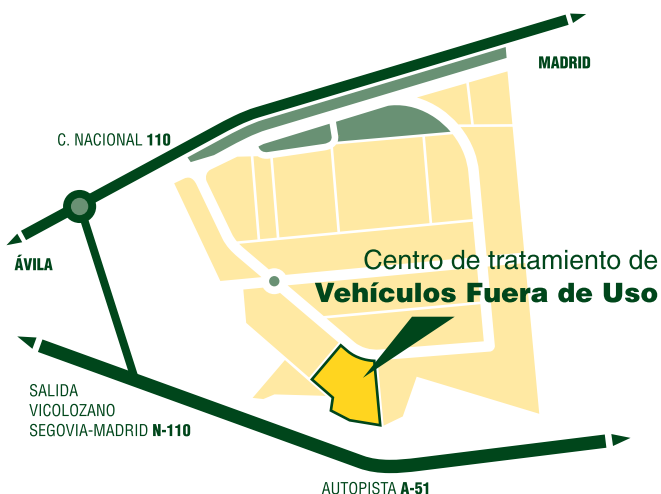 MADRID
C. NACIONAL 110
ÁVILA
Centro de tratamiento de
Vehículos Fuera de Uso
SALIDA
VICOLOZANO
SEGOVIA-MADRID N-110
AUTOPISTA A-51